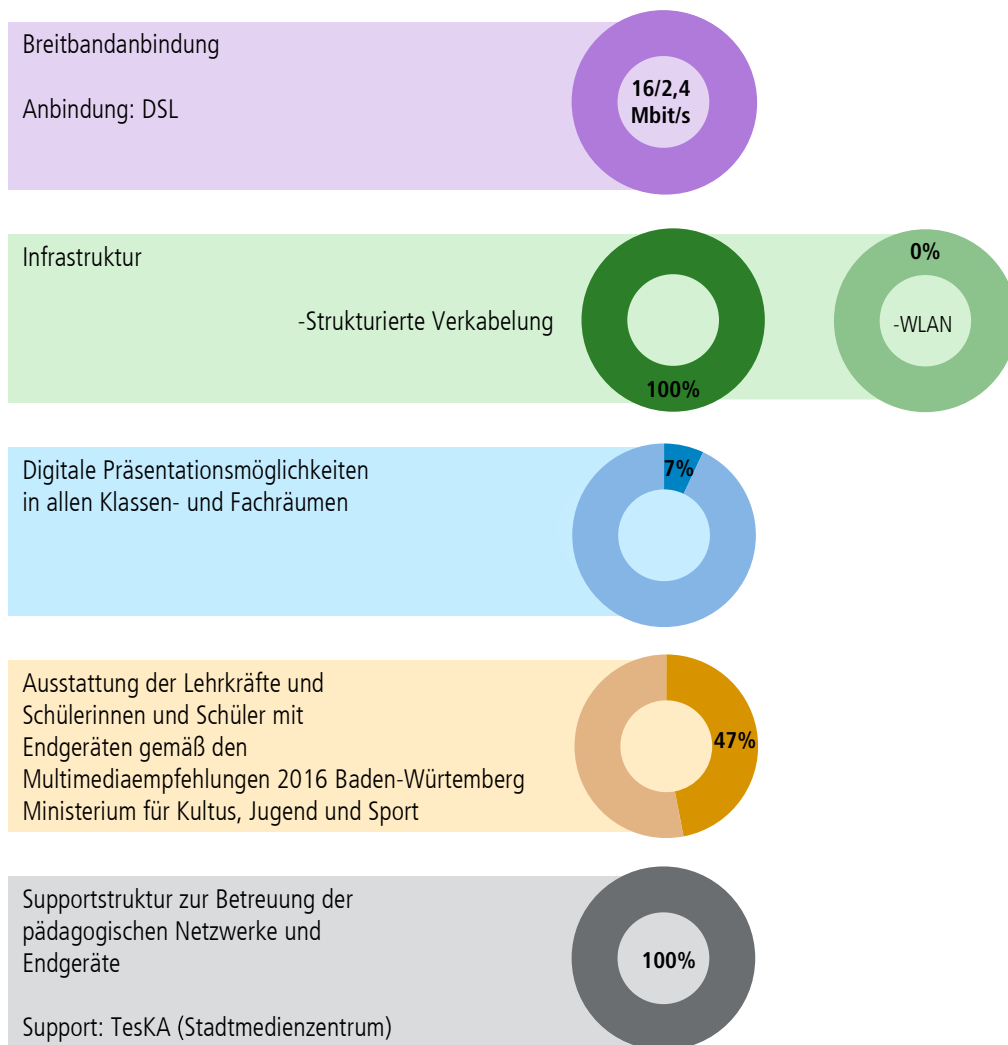 Breitbandanbindung
Anbindung: DSL
16/2,4
Mbit/s
Infrastruktur
-Strukturierte Verkabelung
100%
0%
-WLAN
Digitale Präsentationsmöglichkeiten
in allen Klassen- und Fachräumen
7%
Ausstattung der Lehrkräfte und
Schülerinnen und Schüler mit
Endgeräten gemäß den
Multimediaempfehlungen 2016 Baden-Würtemberg
Ministerium für Kultus, Jugend und Sport
47%
Supportstruktur zur Betreuung der
pädagogischen Netzwerke und
Endgeräte
Support: TesKA (Stadtmedienzentrum)
100%